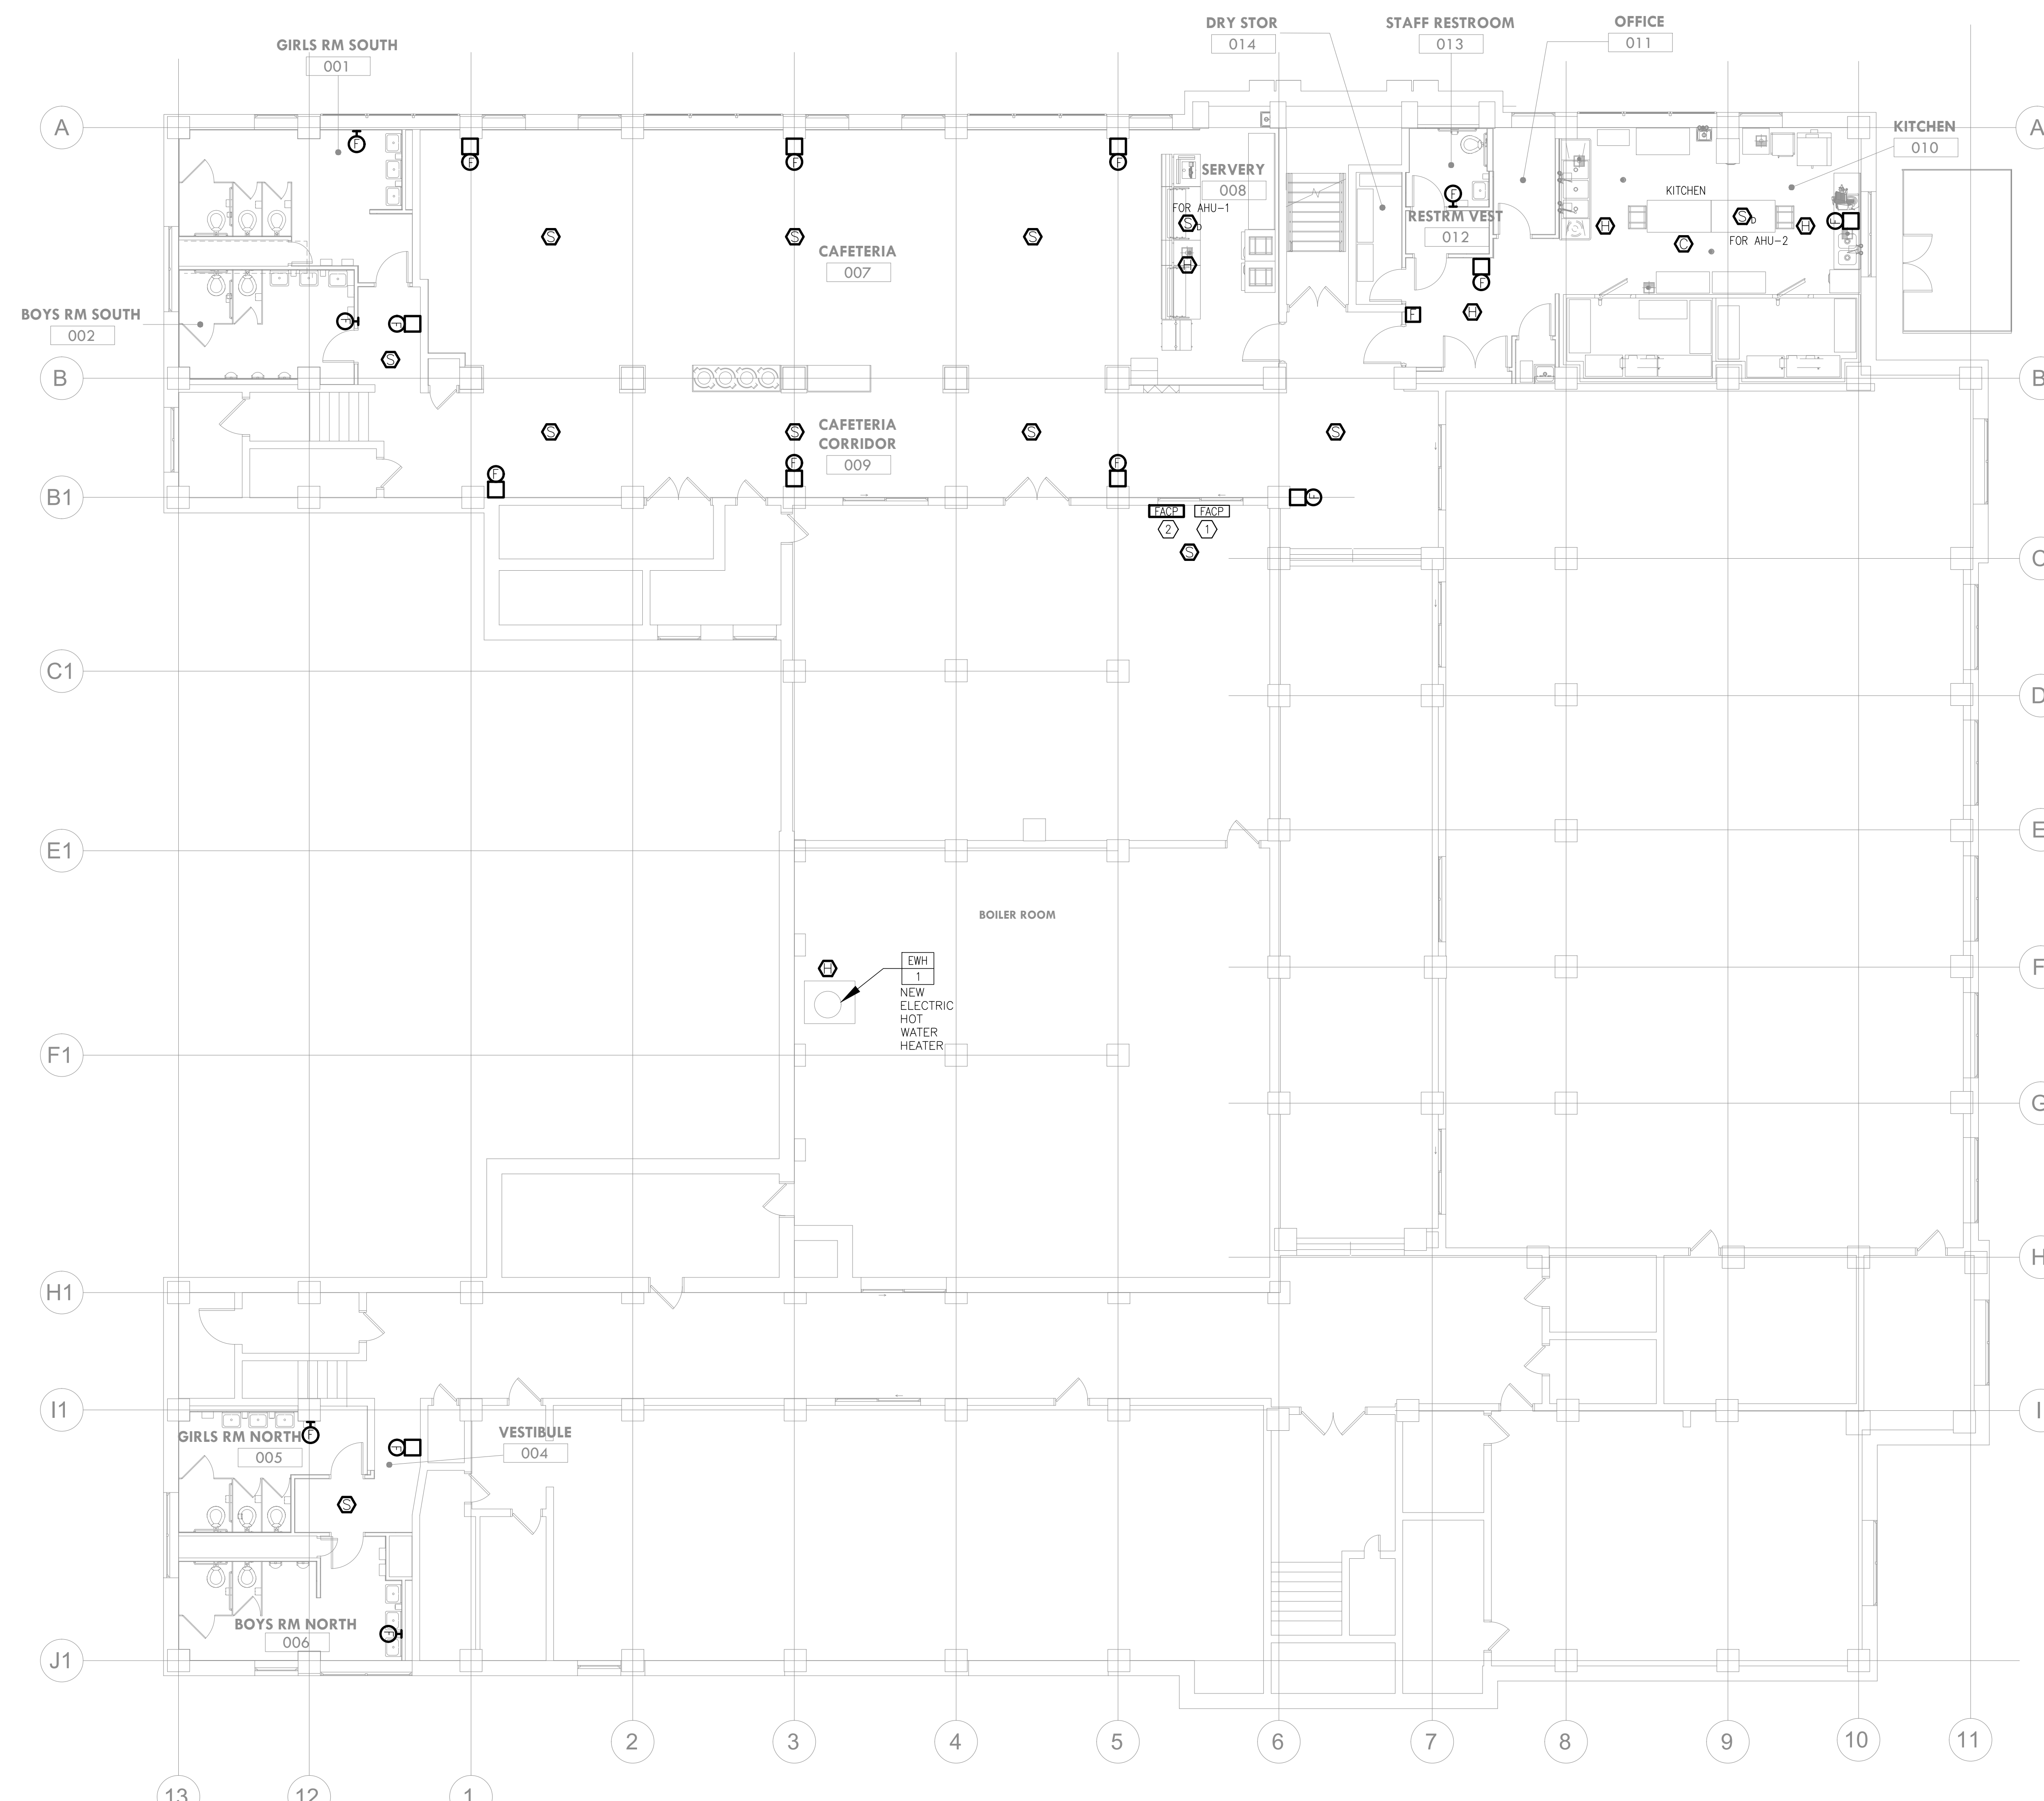 DRY STOR
014
STAFF RESTROOM
013
OFFICE
011
GIRLS RM SOUTH
001
A
F
F
F
F
A
KITCHEN
010
SERVERY
008
FOR AHU-1
S
D
H
F
RESTRM VEST
012
KITCHEN
H
C
S
D
FOR AHU-2
H
F
S
S
S
CAFETERIA
007
F
F
H
BOYS RM SOUTH
002
F
F
S
B
B
S
S
S
S
CAFETERIA
CORRIDOR
009
F
F
F
F
B1
FACP
FACP
2
1
S
C
C1
D
E
E1
BOILER ROOM
F
H
EWH
1
NEW
ELECTRIC
HOT
WATER
HEATER
F1
G
H
H1
I1
I
GIRLS RM NORTH
005
F
F
VESTIBULE
004
S
BOYS RM NORTH
006
F
J1
2
3
4
5
6
7
8
9
10
11
13
12
1